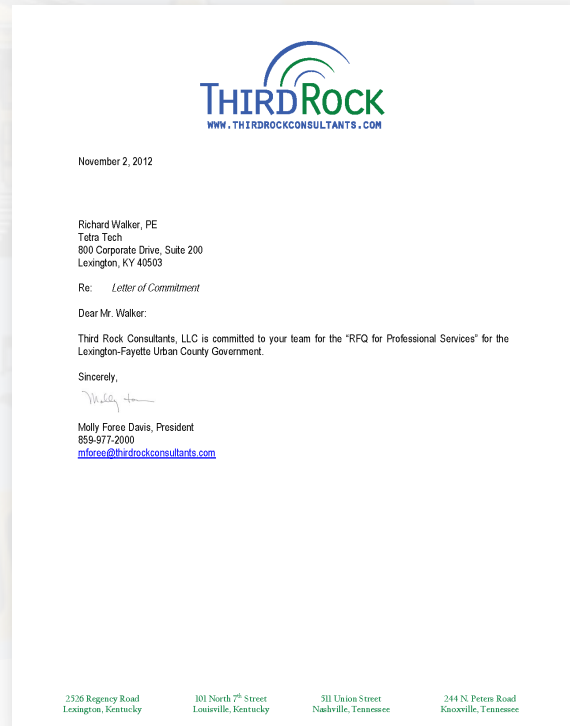 THIRDROCK
WWW.THIRDROCKCONSULTANTS.COM
November 2, 2012
Richard Walker, PE
Tetra Tech
800 Corporate Drive, Suite 200
Lexington, KY 40503
Re: Letter of Commitment
Dear Mr. Walker:
Third Rock Consultants, LLC is committed to your team for the “RFQ for Professional Services” for the
Lexington-Fayette Urban County Government.
Sincerely,
Molly Foree Davis, President
859-977-2000
mforee@thirdrockconsultants.com
2526 Regency Road 101 North 7th Street 511 Union Street 244 N. Peters Road
Lexington, Kentucky Louisville, Kentucky Nashville, Tennessee Knoxville, Tennessee